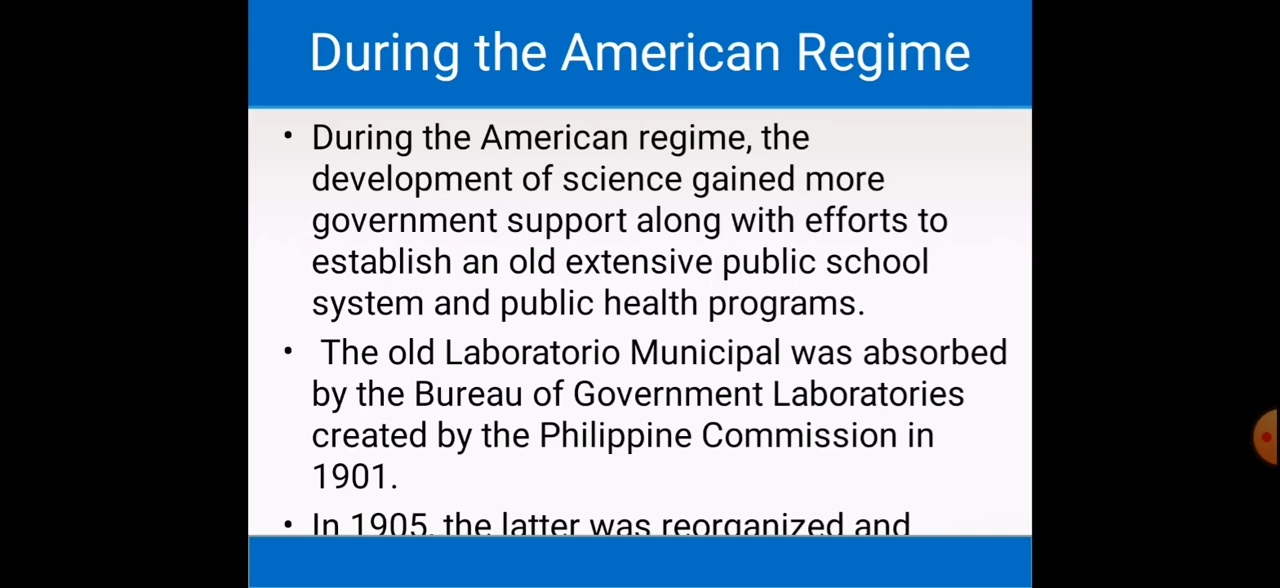 During the American Regime
• During the American regime, the
development of science gained more
government support along with efforts to
establish an old extensive public school
system and public health programs.
• The old Laboratorio Municipal was absorbed
by the Bureau of Government Laboratories
created by the Philippine Commission in
1901.
• In 1905, the latter was reorganized and